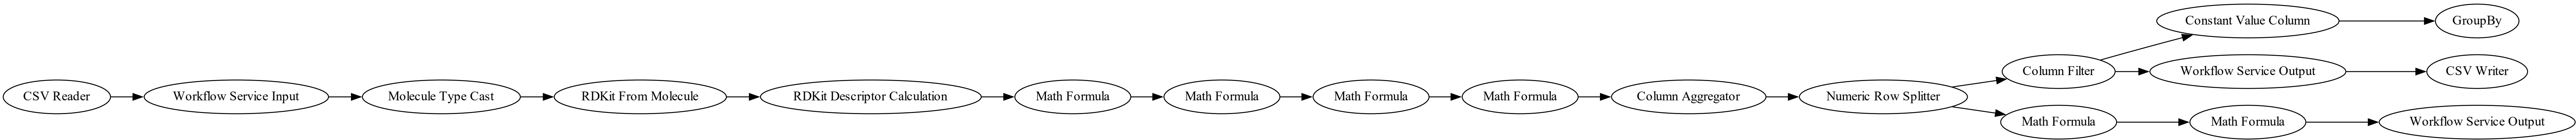 CSV Reader
Workflow Service Input
Molecule Type Cast
RDKit From Molecule
RDKit Descriptor Calculation
Math Formula
Math Formula
Math Formula
Math Formula
Column Aggregator
Numeric Row Splitter
Column Filter
Constant Value Column
GroupBy
Workflow Service Output
CSV Writer
Math Formula
Math Formula
Workflow Service Output